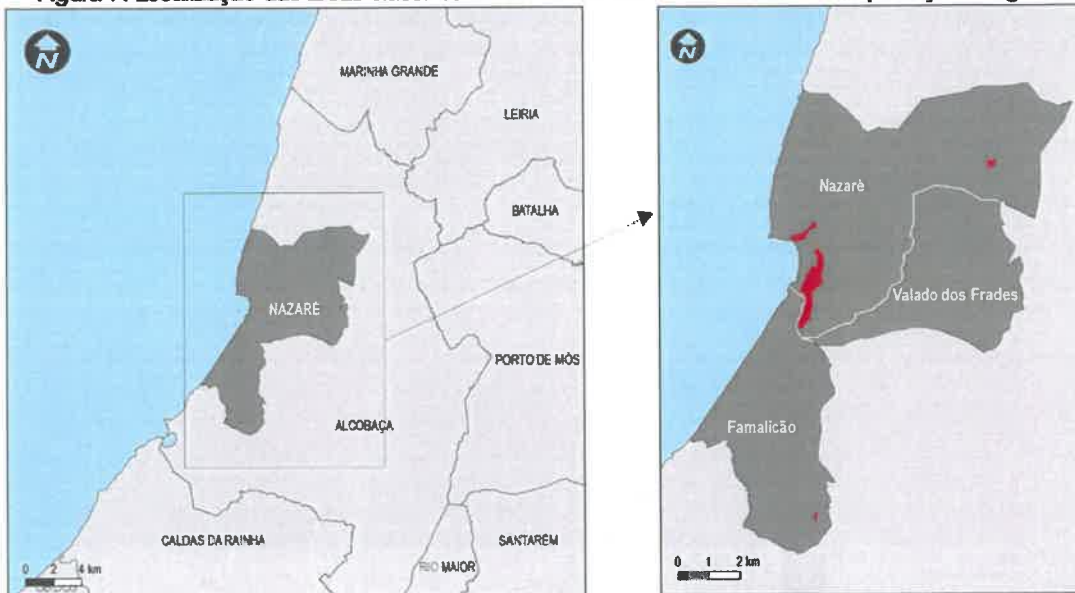 N
MARINHA GRANDE
LEIRIA
BATALHA
NAZARÉ
PORTO DE MÓS
ALCOBAÇA
CALDAS DA RAINHA
RIO MAIOR
SANTARÉM
0 2 4 km
N
Nazaré
Valado dos Frades
Famalicão
0 1 2 km